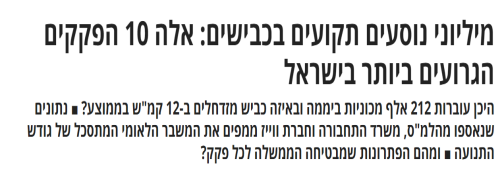 מיליוני נוסעים תקועים בכבישים: אלה 10 הפקקים
הגרועים ביותר בישראל
היכן עוברות 212 אלף מכוניות ביממה ובאיזה כביש מזדחלים ב-12 קמ"ש בממוצע? ■ נתונים
שנאספו מהלמ"ס, משרד התחבורה וחברת ווייז ממפים את המשבר הלאומי המתסכל של גודש
התנועה ■ ומהם הפתרונות שמבטיחה הממשלה לכל פקק?